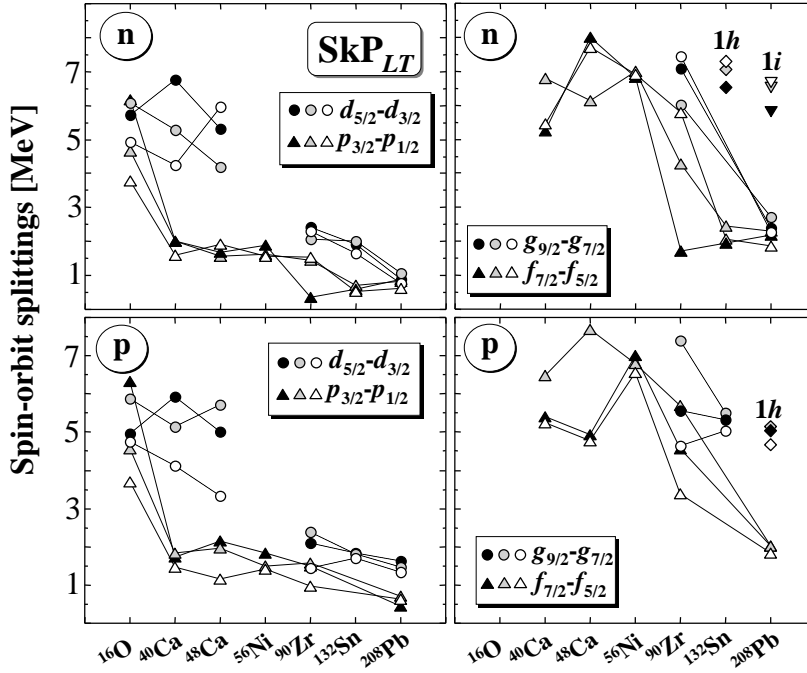 n
SkP_LT
d5/2-d3/2
p3/2-p1/2
7
5
3
1
n
1h
1i
g9/2-g7/2
f7/2-f5/2
Spin-orbit splittings [MeV]
p
d5/2-d3/2
p3/2-p1/2
7
5
3
1
p
1h
g9/2-g7/2
f7/2-f5/2
16O 40Ca 48Ca 56Ni 90Zr 132Sn 208Pb
16O 40Ca 48Ca 56Ni 90Zr 132Sn 208Pb